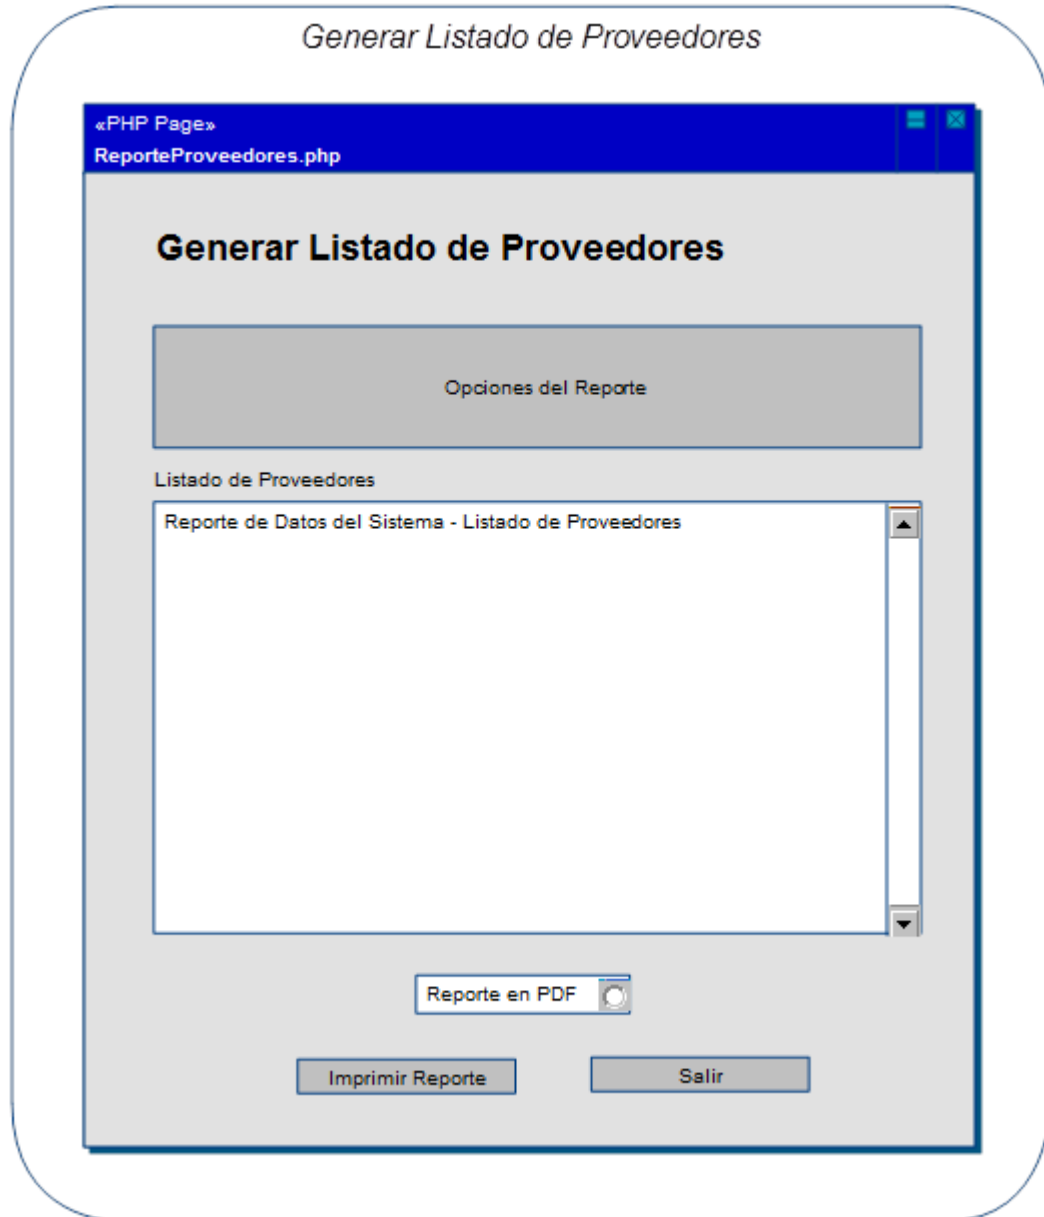 Generar Listado de Proveedores
«PHP Page»
ReporteProveedores.php
Generar Listado de Proveedores
Opciones del Reporte
Listado de Proveedores
Reporte de Datos del Sistema - Listado de Proveedores
Reporte en PDF
Imprimir Reporte
Salir